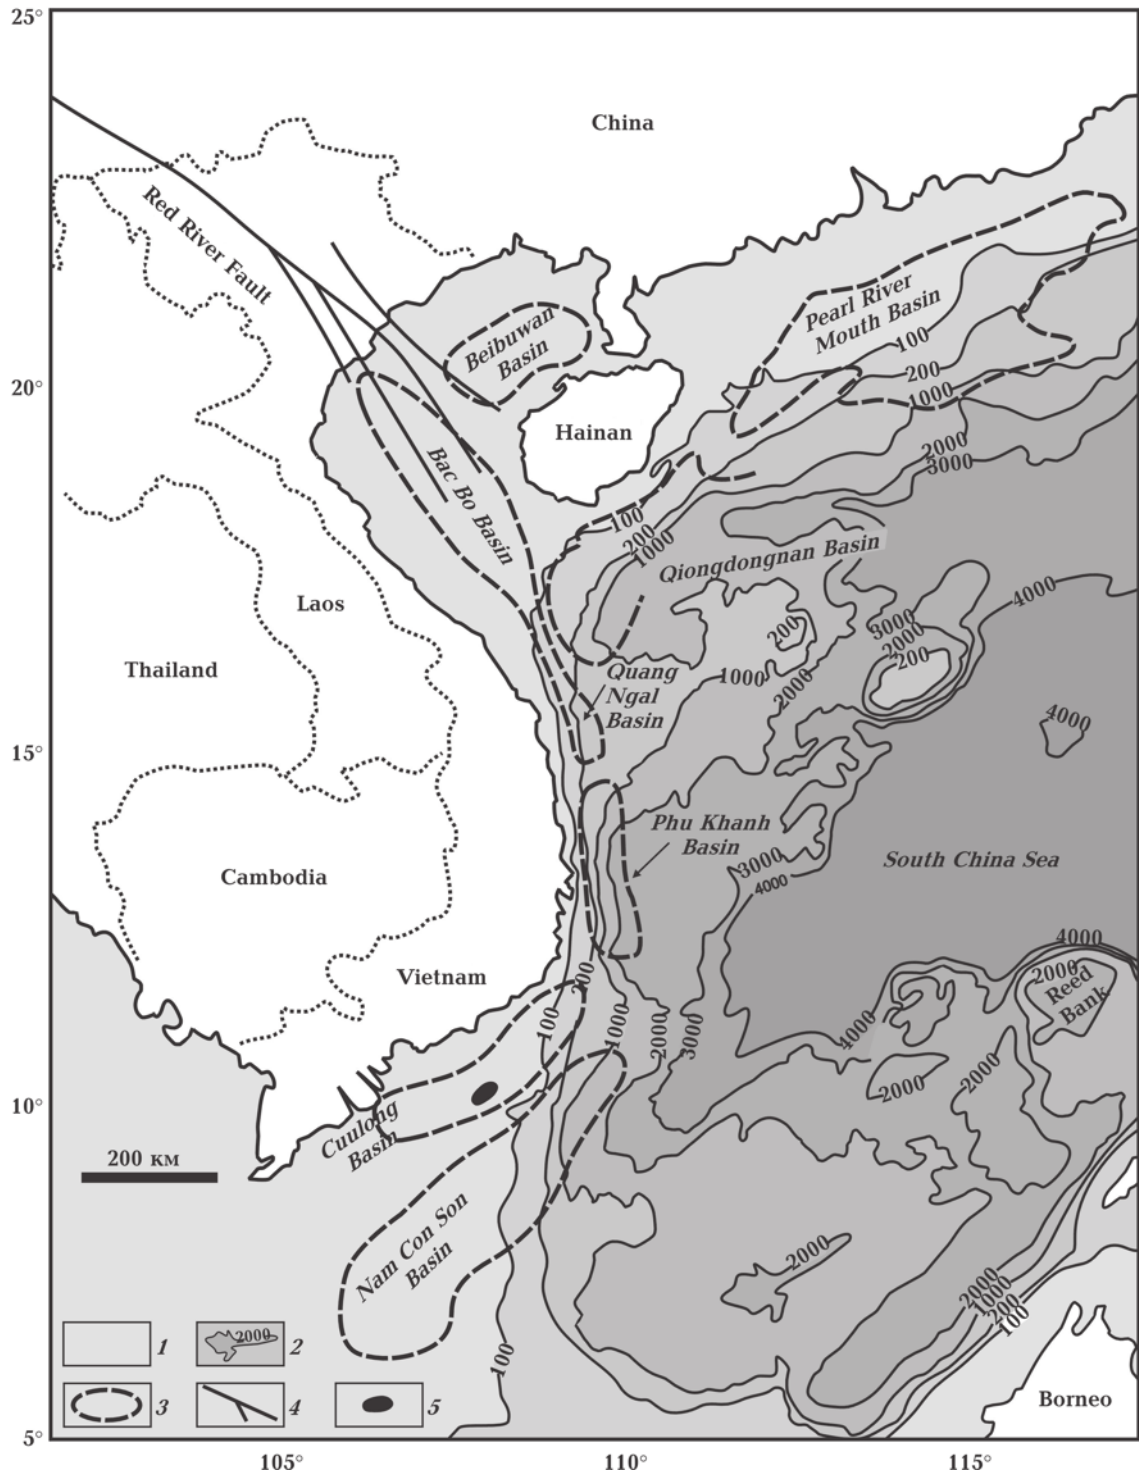 25°
China
Red River Fault
Pearl River
Mouth Basin
Beibuwan
Basin
100
200
20°
1000
Hainan
2000
3000
Bac Bo Basin
100
200
1000
Qiongdongnan Basin
4000
Laos
3000
200
2000
200
Thailand
Quang
Ngal
Basin
1000
2000
4000
15°
Phu Khanh
Basin
3000
South China Sea
4000
Cambodia
4000
Vietnam
200
2000
Reed
Bank
100
1000
2000
3000
4000
2000
2000
10°
Cuulong
Basin
200 км
Nam Con Son
Basin
2000
2000
1000
200
100
1
2000
2
100
3
4
5
Borneo
5°
105°
110°
115°